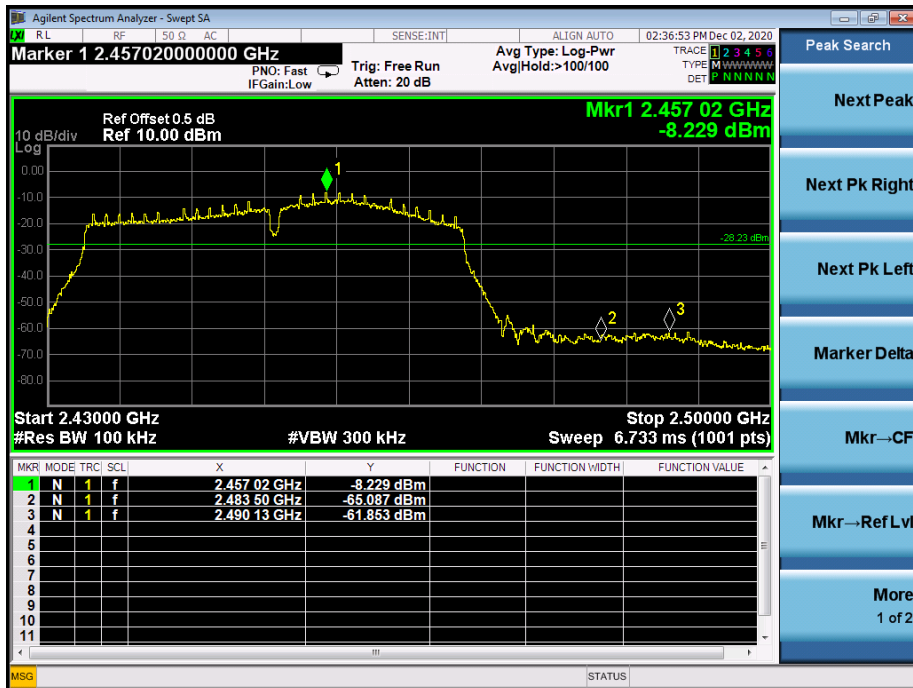 Agilent Spectrum Analyzer - Swept SA
LXI RL RF 50 Ω AC SENSE:INT ALIGN AUTO 02:36:53 PM Dec 02, 2020
Marker 1 2.457020000000 GHz
PNO: Fast
IFGain:Low
Trig: Free Run
Atten: 20 dB
Avg Type: Log-Pwr
Avg|Hold:>100/100
TRACE 1 2 3 4 5 6
TYPE M WWWWW
DET P N N N N N
Peak Search
Mkr1 2.457 02 GHz
-8.229 dBm
Ref Offset 0.5 dB
10 dB/div Ref 10.00 dBm
Log
0.00
-10.0
-20.0
-30.0
-40.0
-50.0
-60.0
-70.0
-80.0
1
-28.23 dBm
2
3
Start 2.43000 GHz Stop 2.50000 GHz
#Res BW 100 kHz #VBW 300 kHz Sweep 6.733 ms (1001 pts)
MKR MODE TRC SCL X Y FUNCTION FUNCTION WIDTH FUNCTION VALUE
1 N 1 f 2.457 02 GHz -8.229 dBm
2 N 1 f 2.483 50 GHz -65.087 dBm
3 N 1 f 2.490 13 GHz -61.853 dBm
4
5
6
7
8
9
10
11
MSG STATUS
Next Peak
Next Pk Right
Next Pk Left
Marker Delta
Mkr→CF
Mkr→Ref Lvl
More
1 of 2